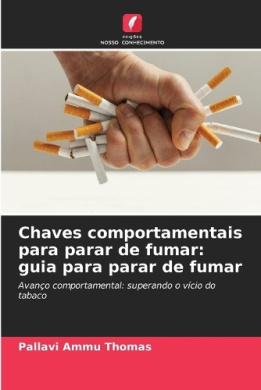 edições
NOSSO CONHECIMENTO
Chaves comportamentais
para parar de fumar:
guia para parar de fumar
Avanço comportamental: superando o vício do
tabaco
Pallavi Ammu Thomas